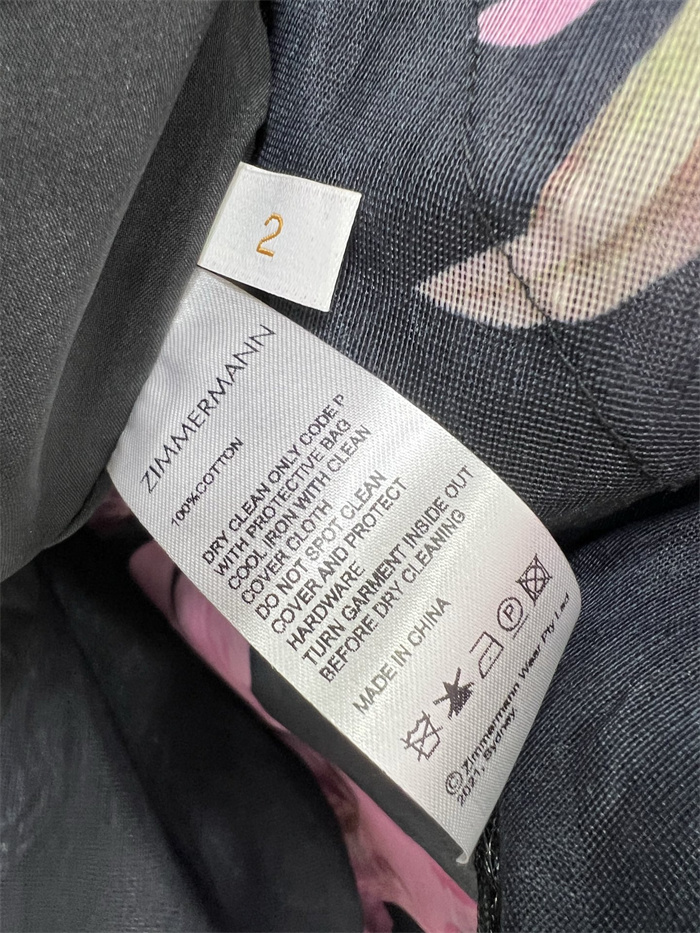 2
ZIMMERMANN
100%COTTON
DRY CLEAN ONLY CODE P
WITH PROTECTIVE BAG
COOL IRON WITH CLEAN
COVER CLOTH
DO NOT SPOT CLEAN
COVER AND PROTECT
HARDWARE
TURN GARMENT INSIDE OUT
BEFORE DRY CLEANING
MADE IN CHINA
P
©Zimmermann Wear Pty Ltd
2021, Sydney